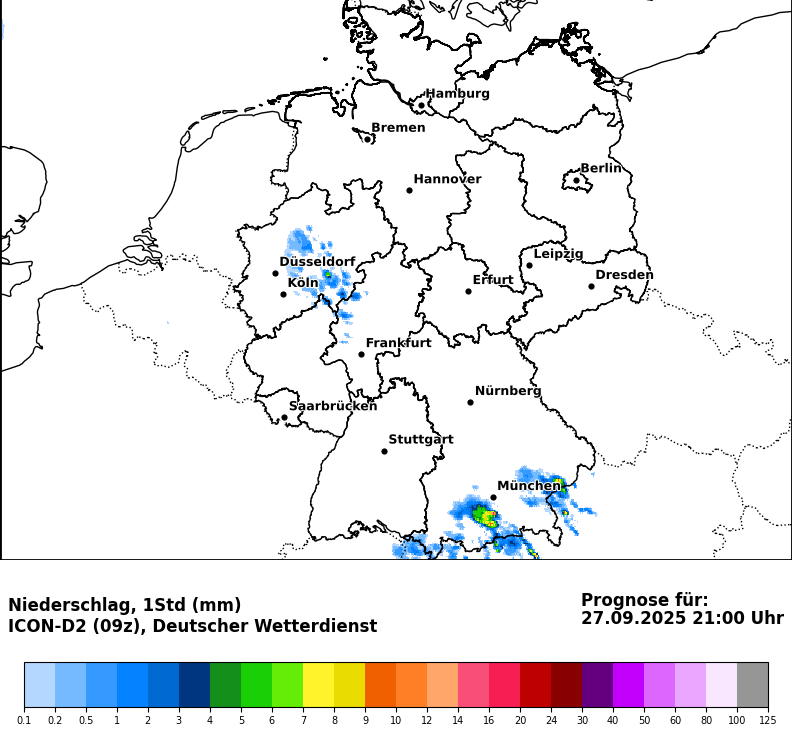 Hamburg
Bremen
Berlin
Hannover
Leipzig
Düsseldorf
Dresden
Köln
Erfurt
Frankfurt
Nürnberg
Saarbrücken
Stuttgart
München
Niederschlag, 1Std (mm)
ICON-D2 (09z), Deutscher Wetterdienst
Prognose für:
27.09.2025 21:00 Uhr
0.1 0.2 0.5 1 2 3 4 5 6 7 8 9 10 12 14 16 20 24 30 40 50 60 80 100 125